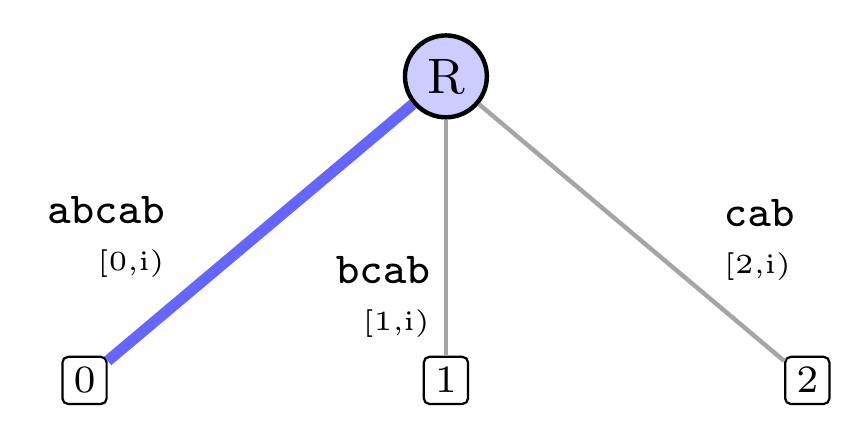 R
abcab
[0,i)
bcab
[1,i)
cab
[2,i)
0
1
2